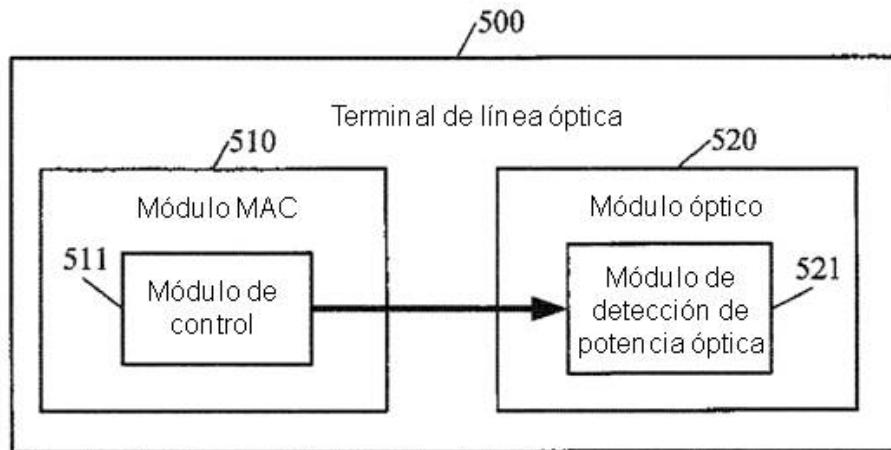 500
Terminal de línea óptica
510
520
Módulo MAC
Módulo óptico
511
Módulo de
control
Módulo de
detección de
potencia óptica
521